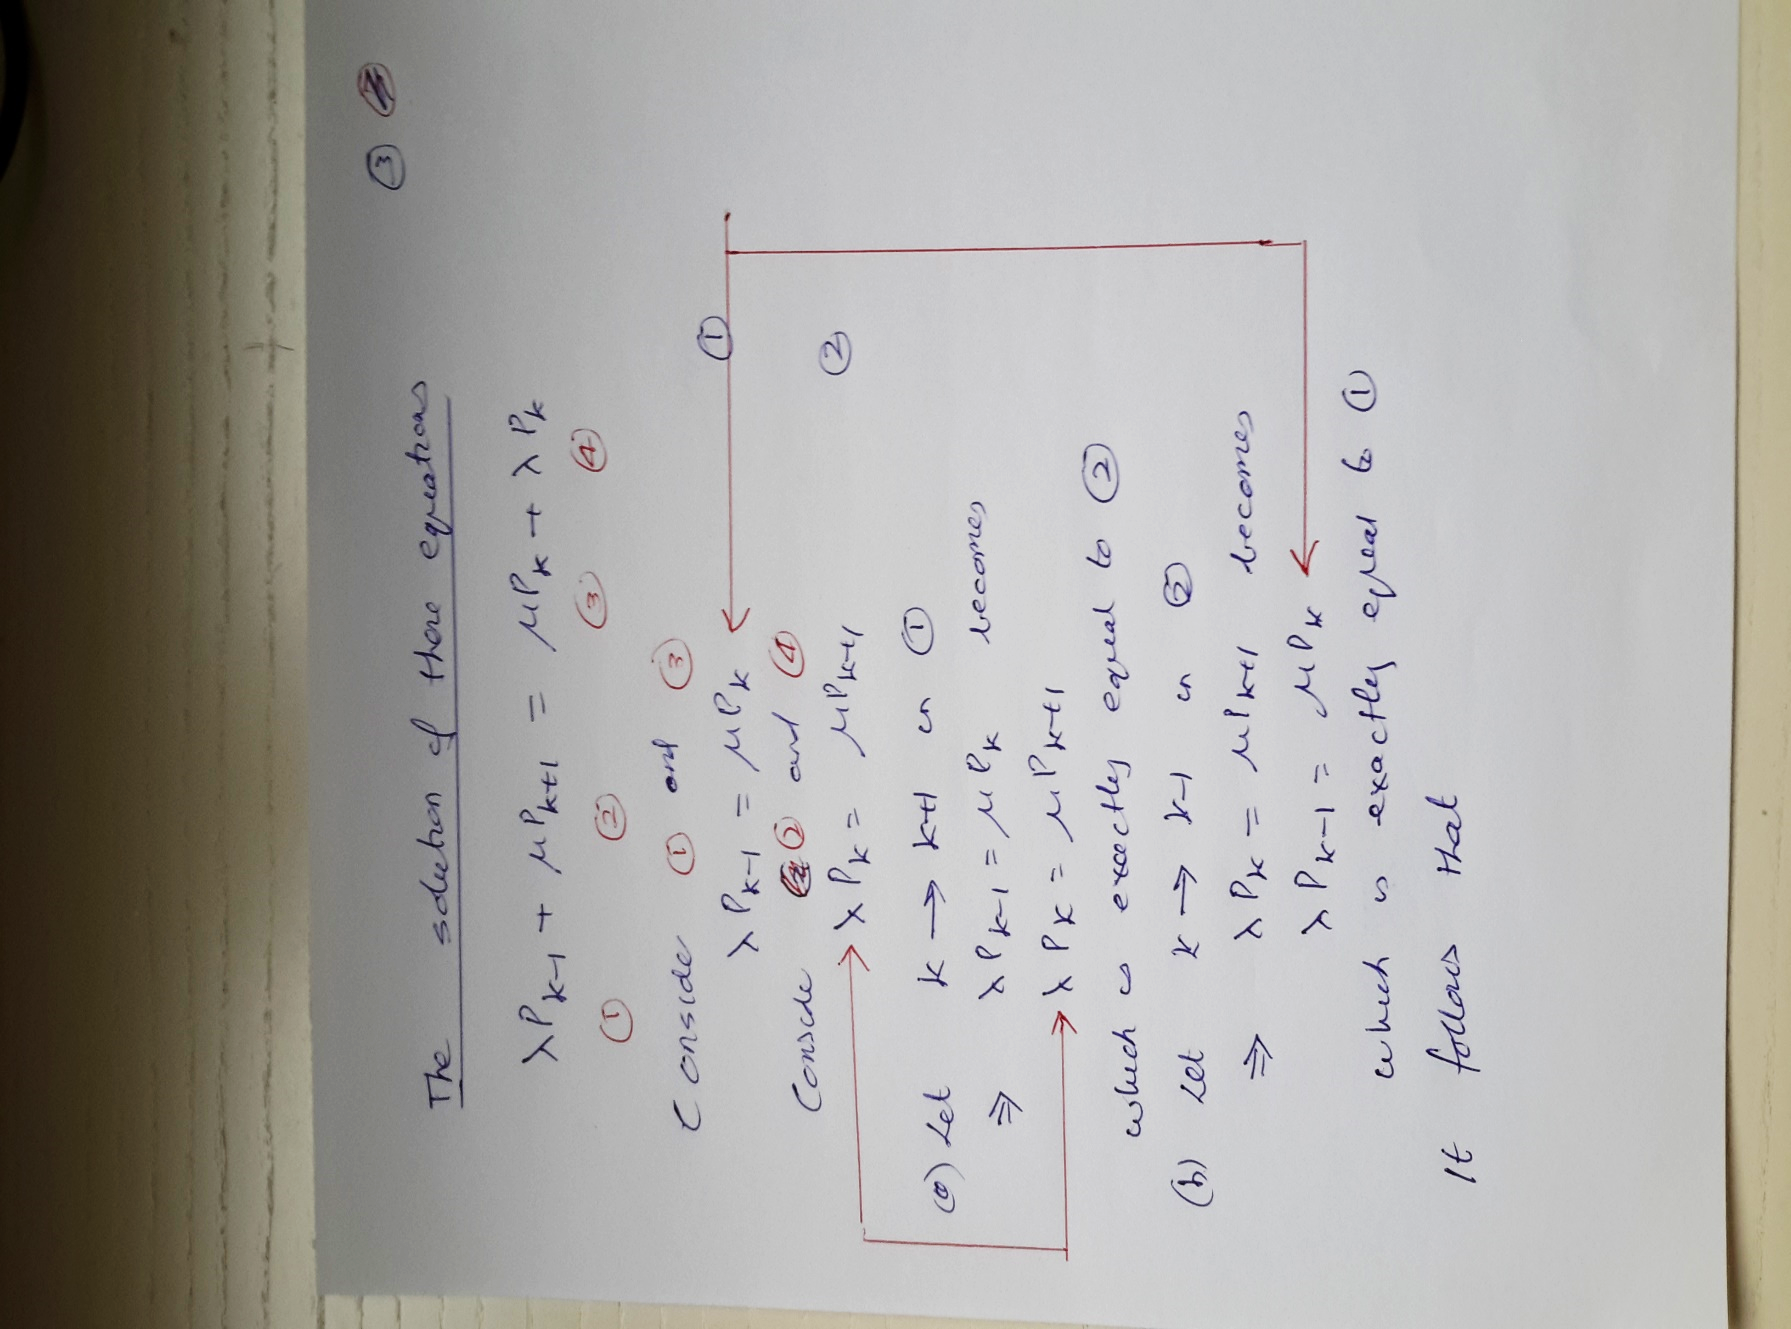 ③
The solution of these equations
λP_{k-1} + μP_{k+1} = μP_k + λP_k
① ② ③ ④
Conside ① and ③
λP_{k-1} = μP_k ①
Conside ② and ④
λP_k = μP_{k+1} ②
(a) Let k → k+1 in ①
⇒ λP_{k-1} = μP_k becomes
λP_k = μP_{k+1}
which is exactly equal to ②
(b) Let k → k-1 in ②
⇒ λP_k = μP_{k+1} becomes
λP_{k-1} = μP_k
which is exactly equal to ①
It follows that